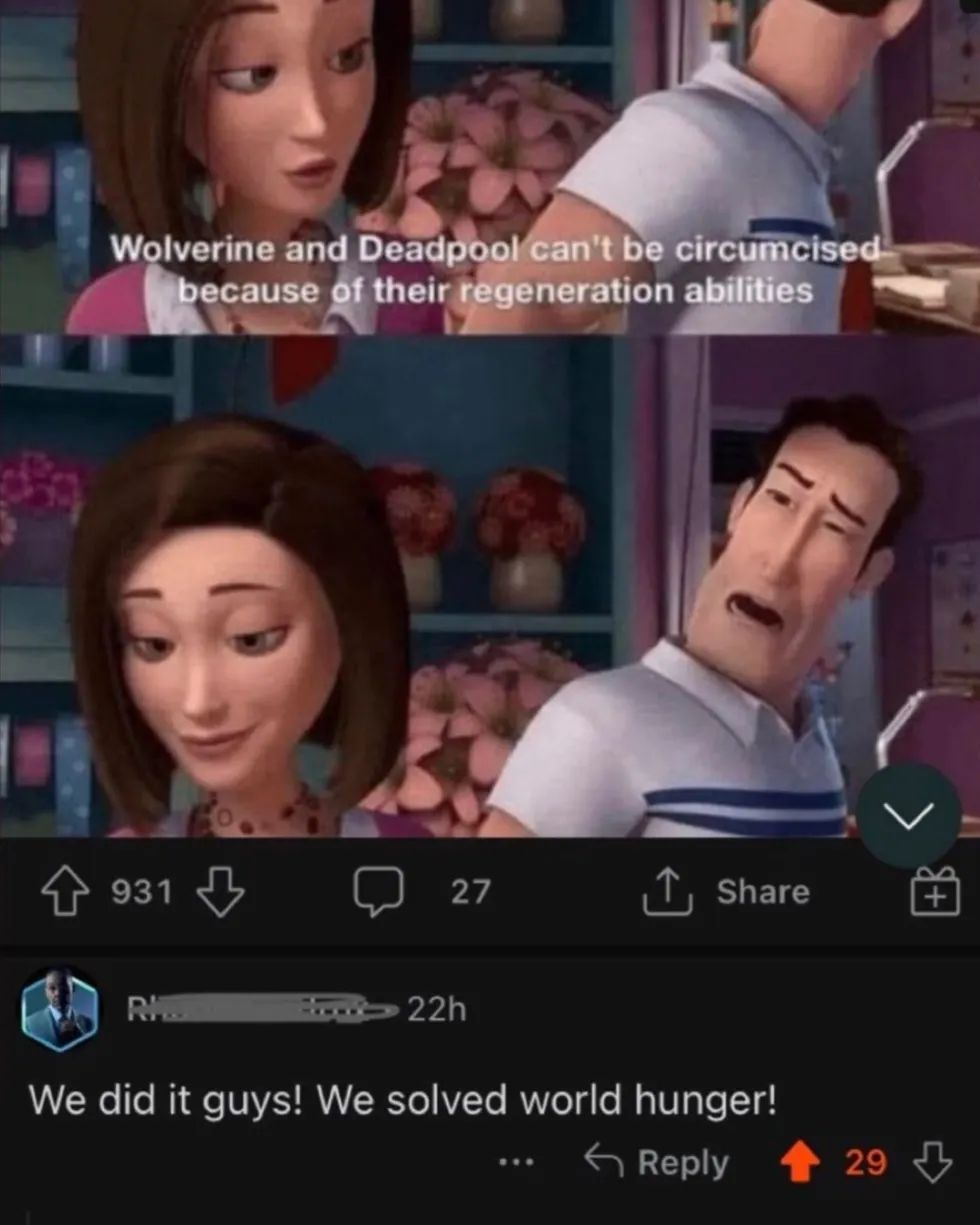 Wolverine and Deadpool can't be circumcised
because of their regeneration abilities
931
27
Share
22h
We did it guys! We solved world hunger!
Reply
29